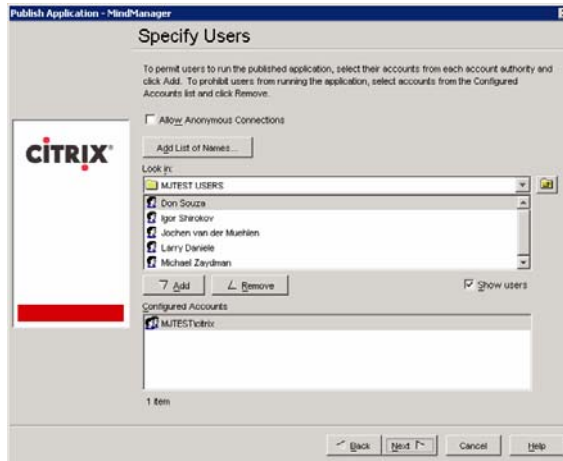 Publish Application - MindManager
Specify Users
To permit users to run the published application, select their accounts from each account authority and
click Add. To prohibit users from running the application, select accounts from the Configured
Accounts list and click Remove.
Allow Anonymous Connections
CITRIX®
Add List of Names...
Look in:
MJTEST USERS
Don Souza
Igor Shirokov
Jochen van der Muehlen
Larry Daniele
Michael Zaydman
Add
Remove
Show users
Configured Accounts
MJTEST\citrix
1 item
Back
Next
Cancel
Help